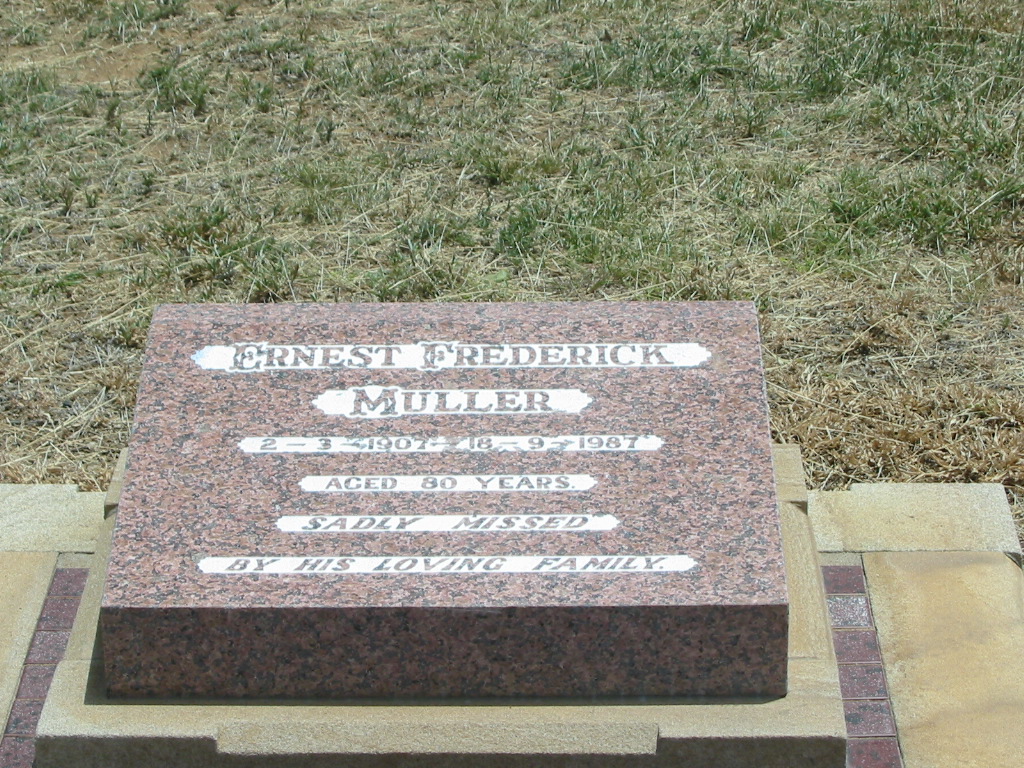 ERNEST FREDERICK
MULLER
2 - 3 - 1907 - 18 - 9 - 1987
AGED 80 YEARS.
SADLY MISSED
BY HIS LOVING FAMILY.